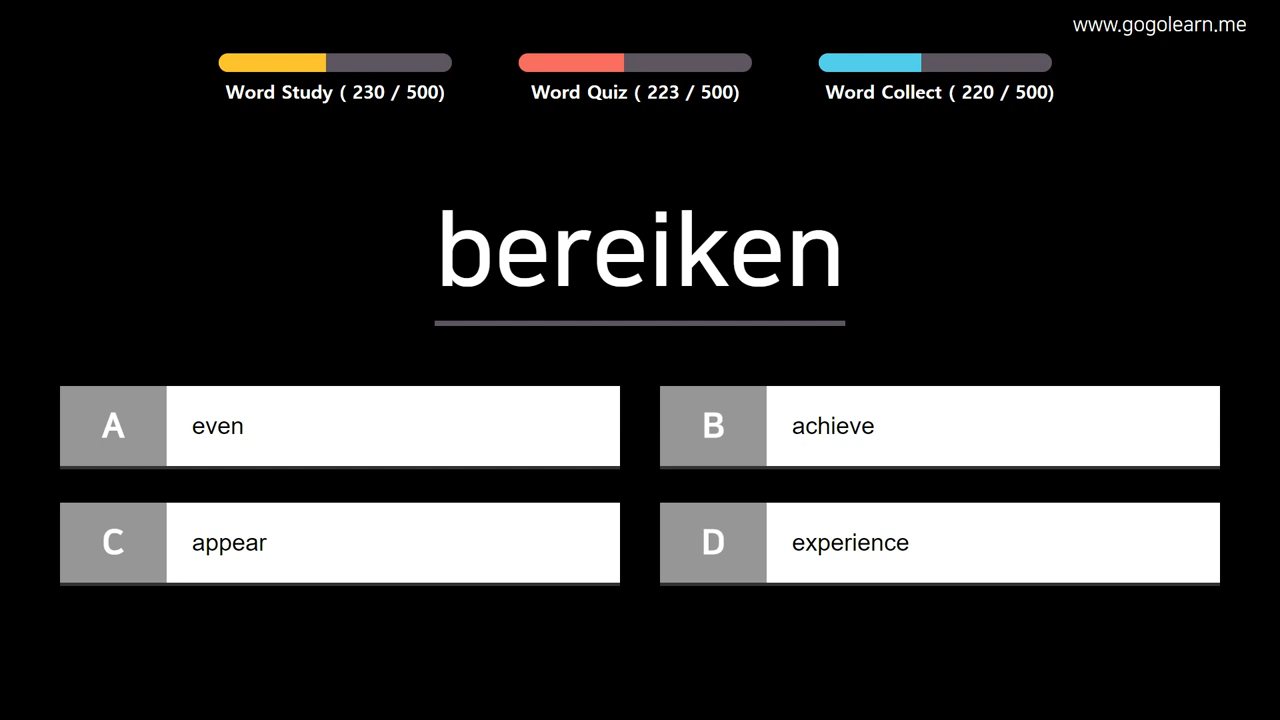 www.gogolearn.me
Word Study ( 230 / 500)
Word Quiz ( 223 / 500)
Word Collect ( 220 / 500)
bereiken
A even
B achieve
C appear
D experience